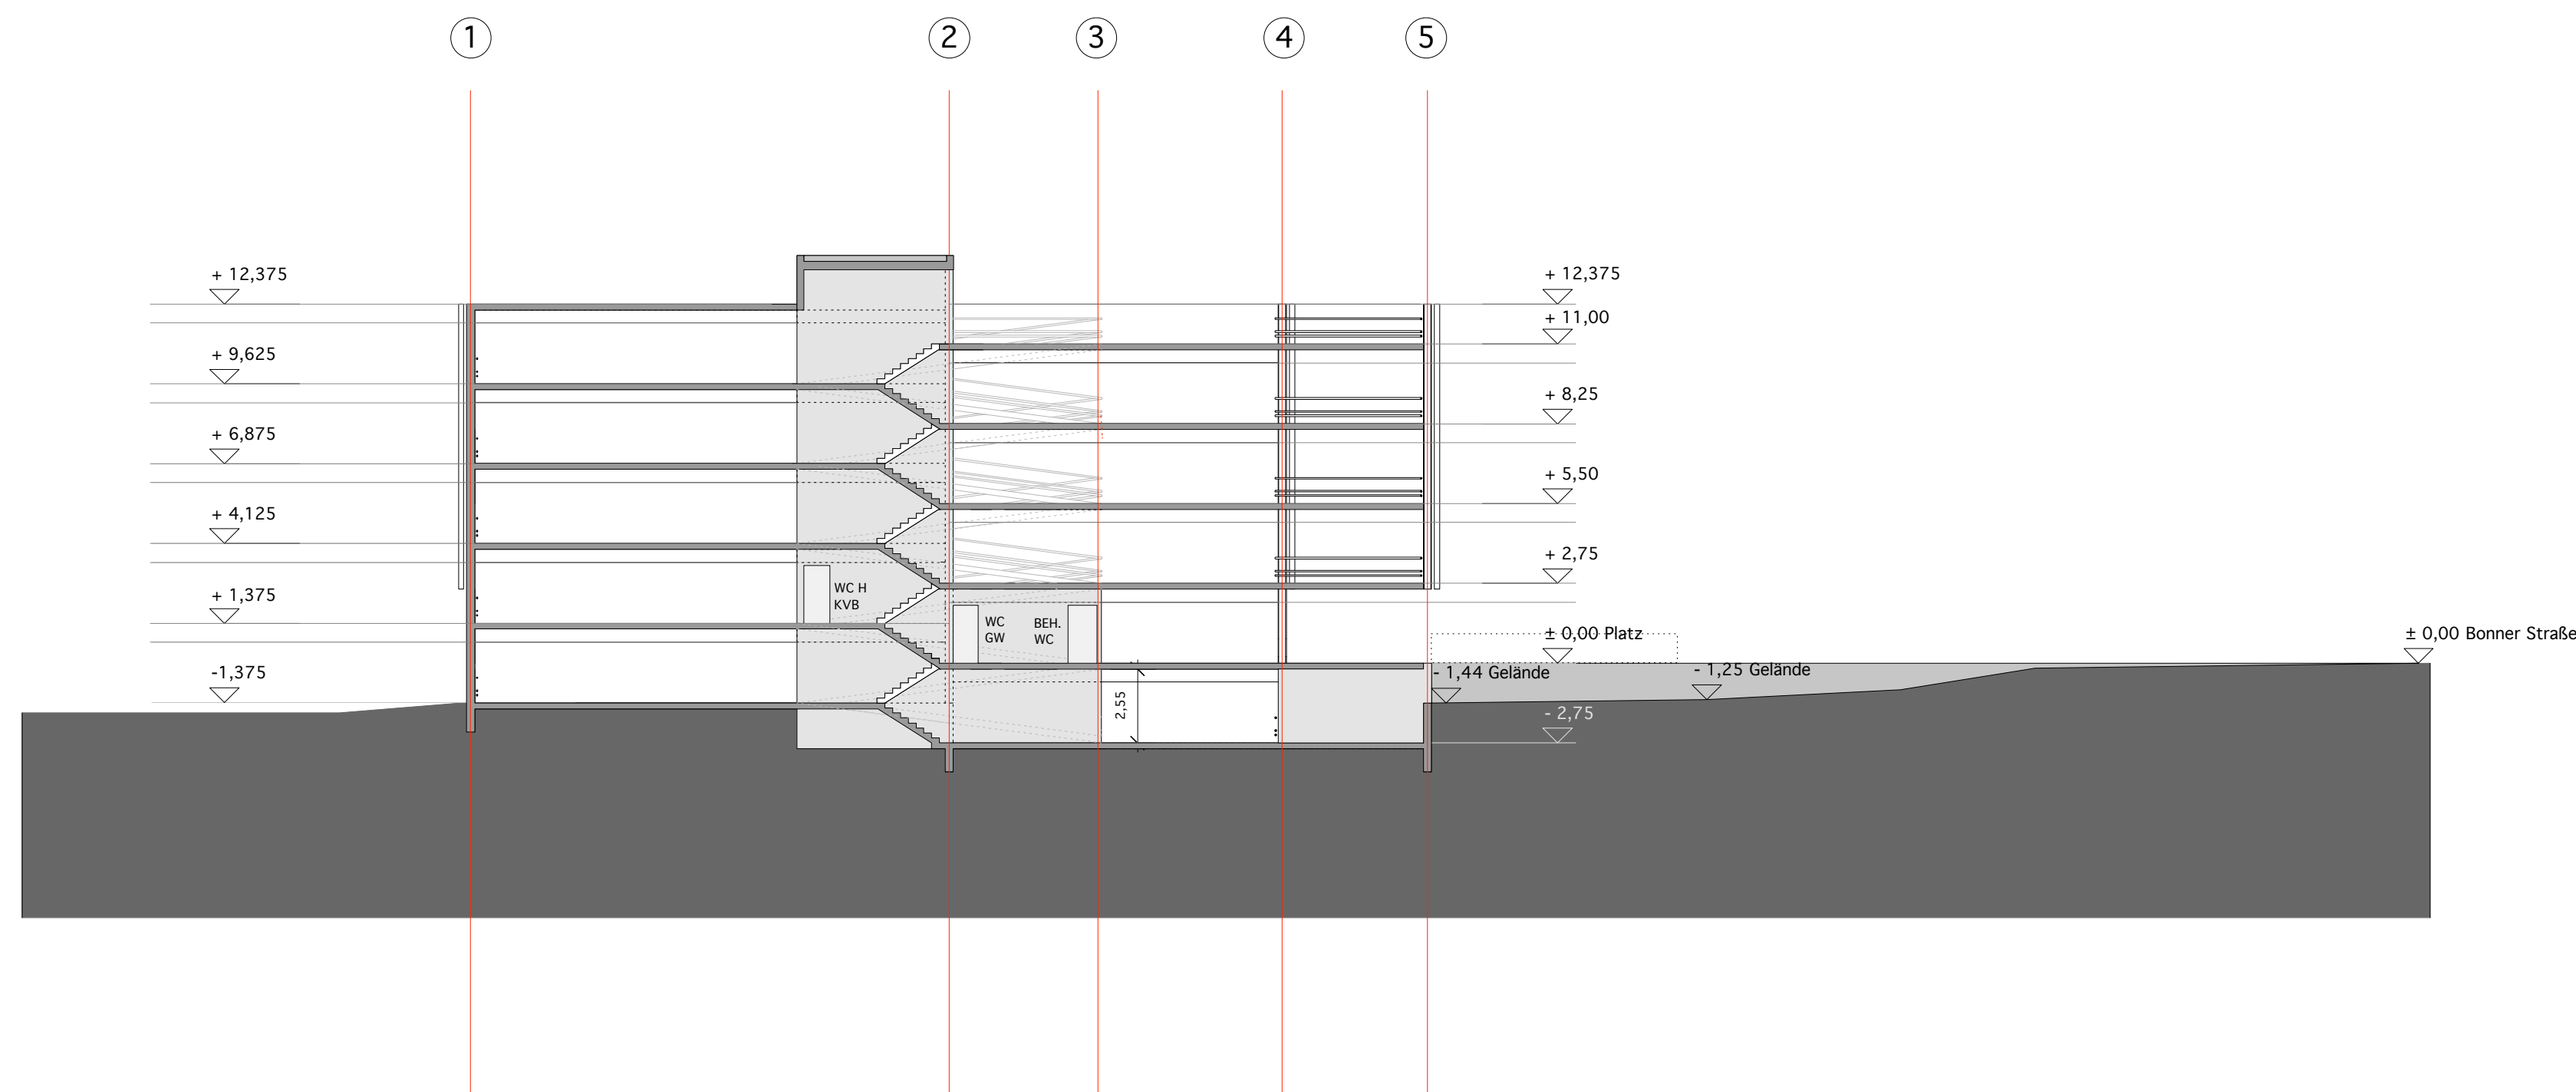 1 2 3 4 5
+ 12,375
+ 9,625
+ 6,875
+ 4,125
+ 1,375
-1,375
WC H
KVB
WC
GW
BEH.
WC
2,55
+ 12,375
+ 11,00
+ 8,25
+ 5,50
+ 2,75
± 0,00 Platz
- 1,44 Gelände
- 1,25 Gelände
- 2,75
± 0,00 Bonner Straße